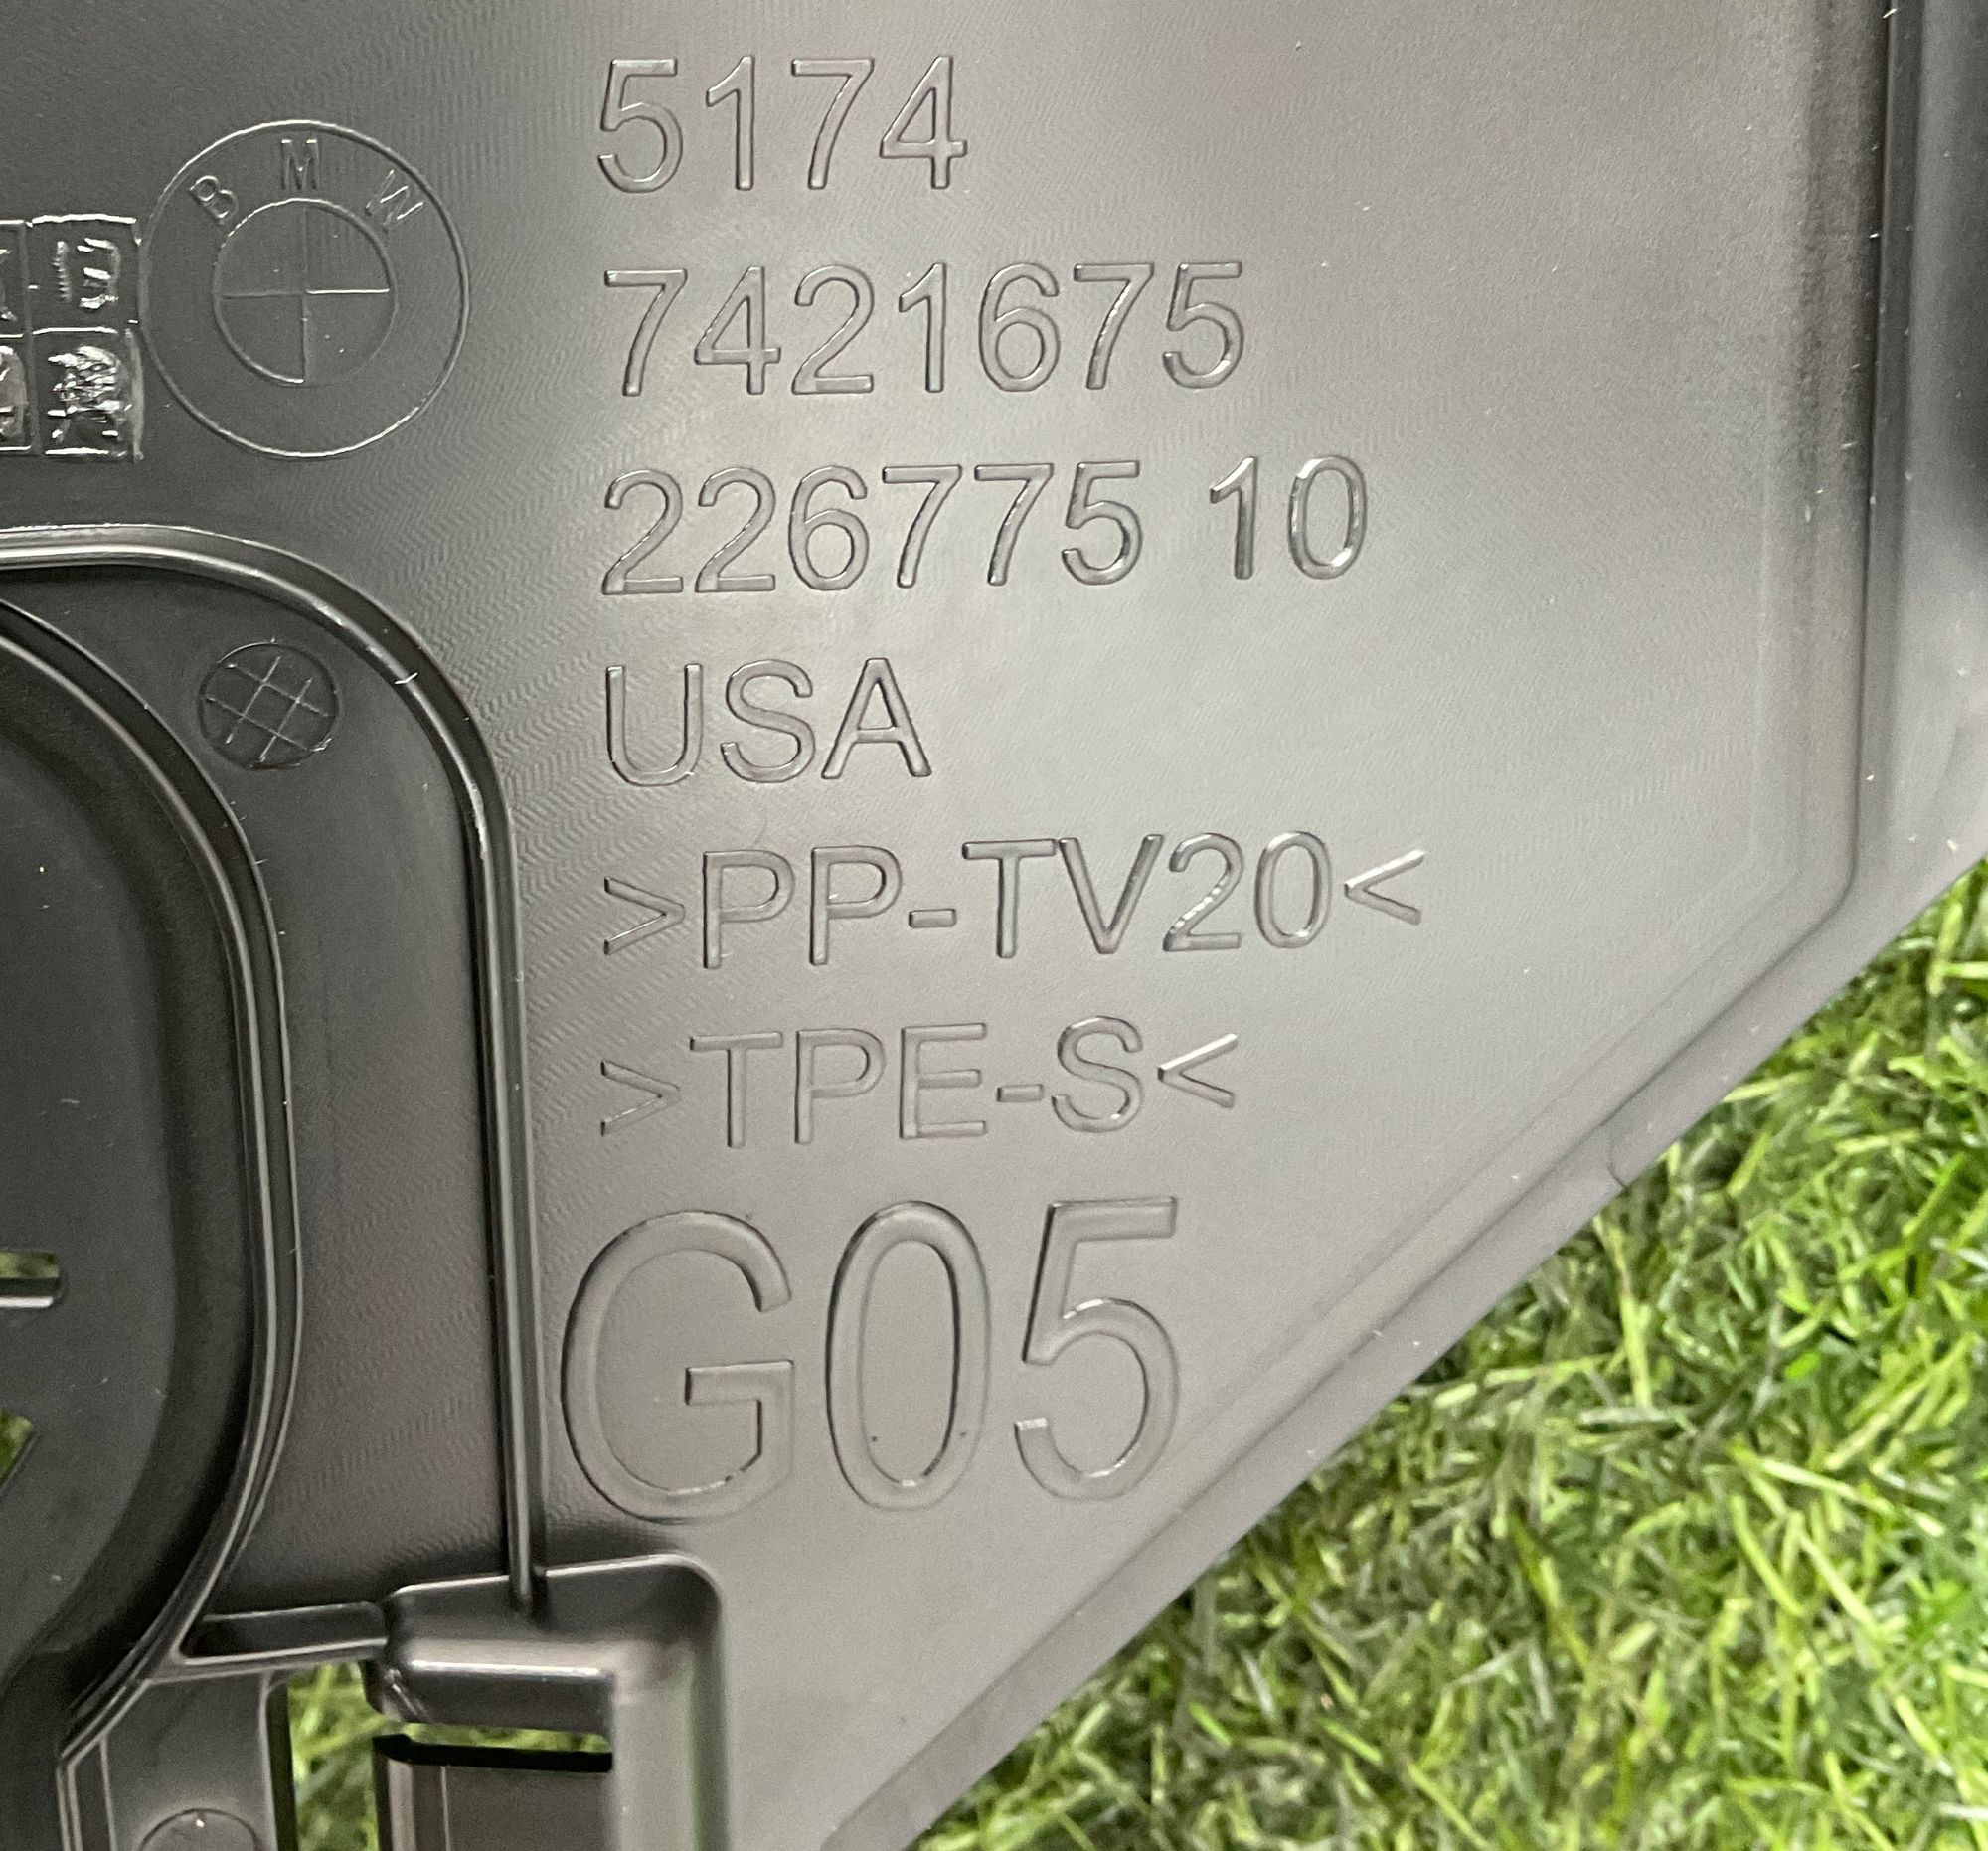 B M W
5174
7421675
226775 10
USA
>PP-TV20<
>TPE-S<
G05